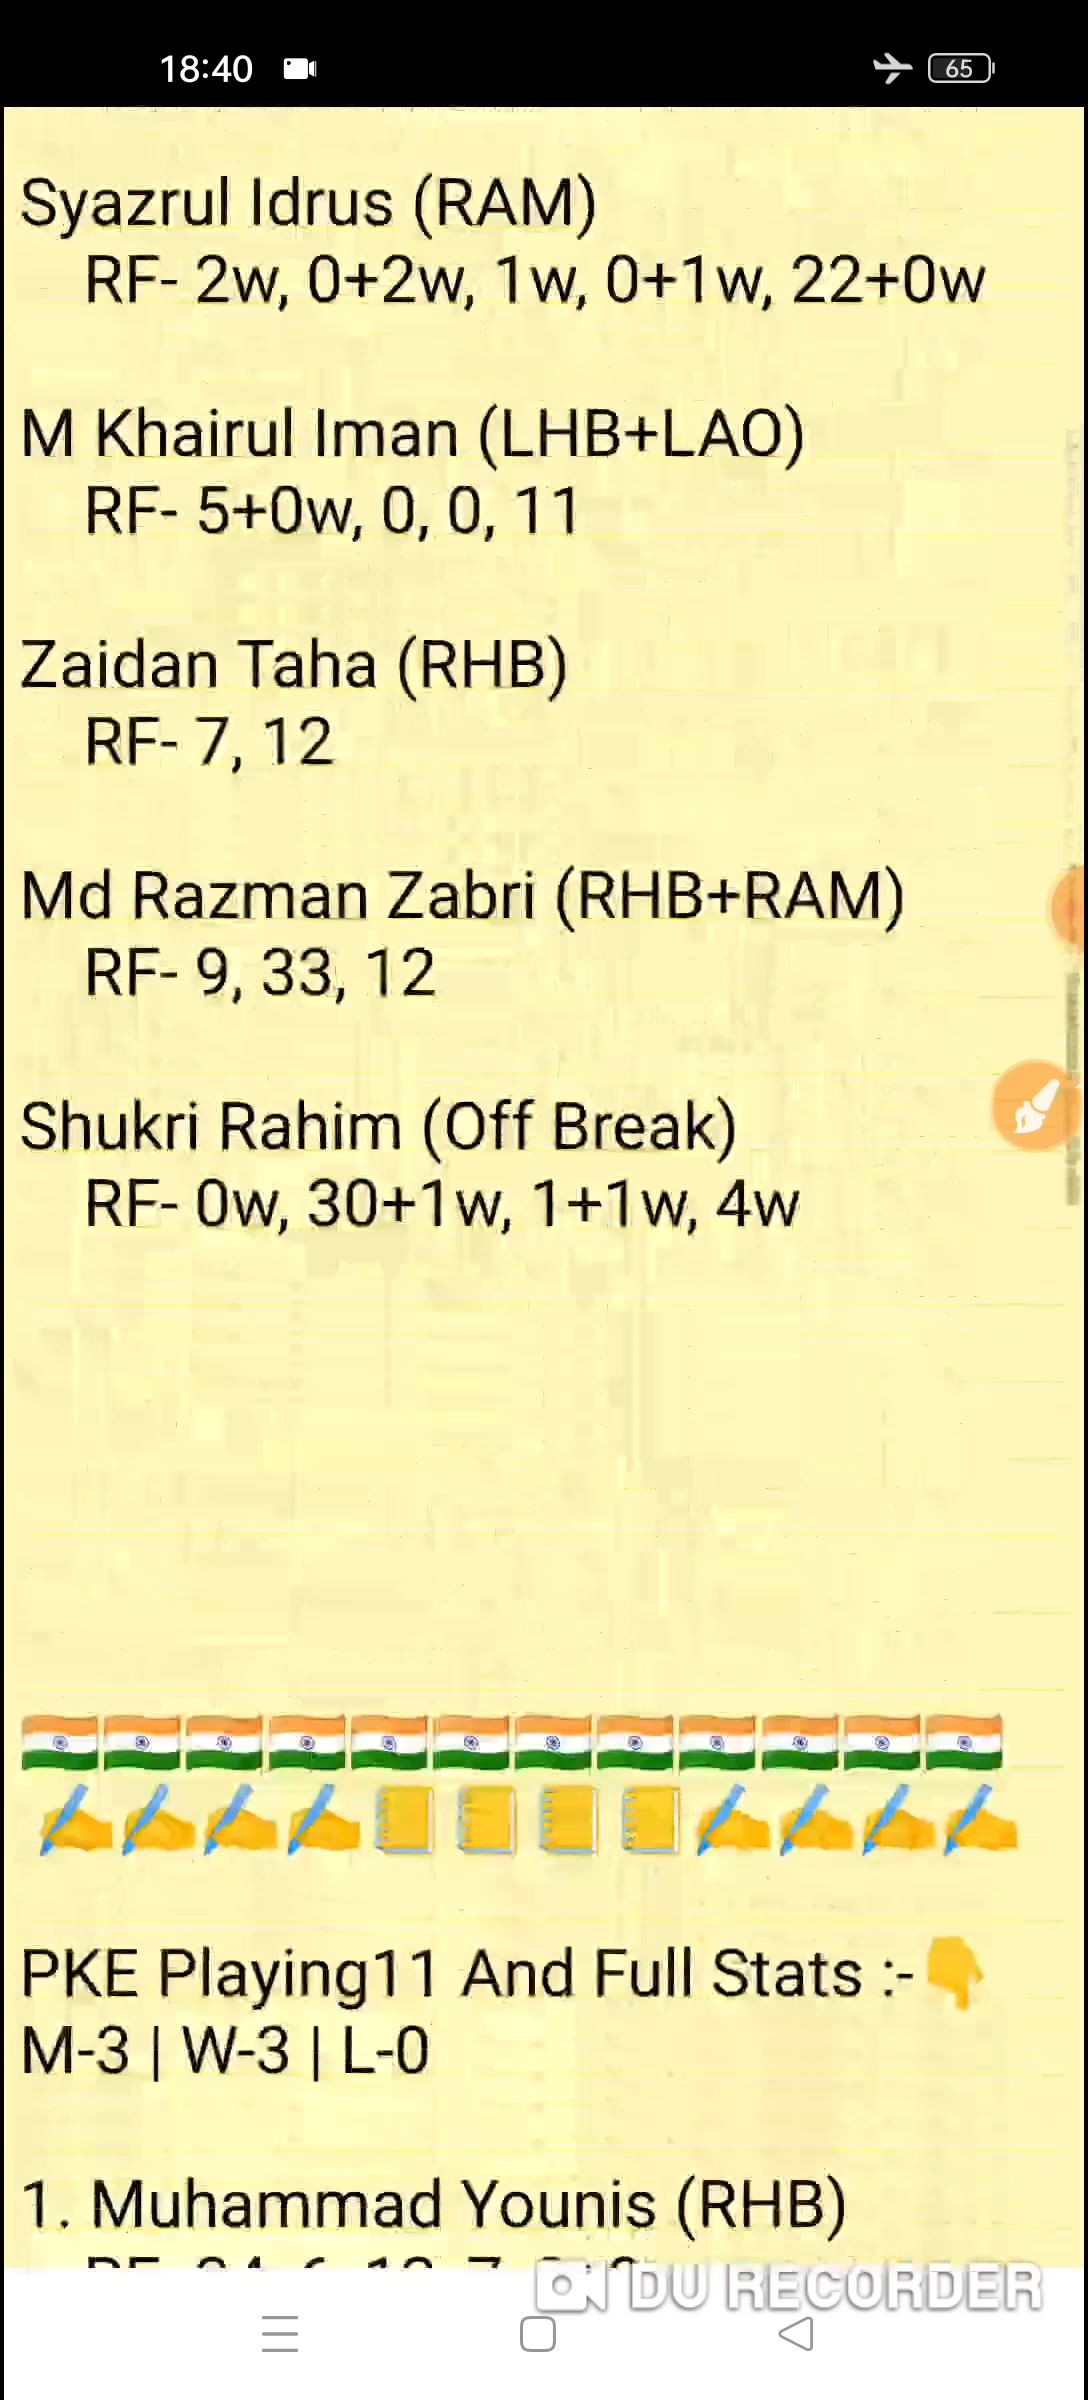 18:40
65
Syazrul Idrus (RAM)
RF- 2w, 0+2w, 1w, 0+1w, 22+0w
M Khairul Iman (LHB+LAO)
RF- 5+0w, 0, 0, 11
Zaidan Taha (RHB)
RF- 7, 12
Md Razman Zabri (RHB+RAM)
RF- 9, 33, 12
Shukri Rahim (Off Break)
RF- 0w, 30+1w, 1+1w, 4w
PKE Playing11 And Full Stats :-
M-3 | W-3 | L-0
1. Muhammad Younis (RHB)
DU RECORDER